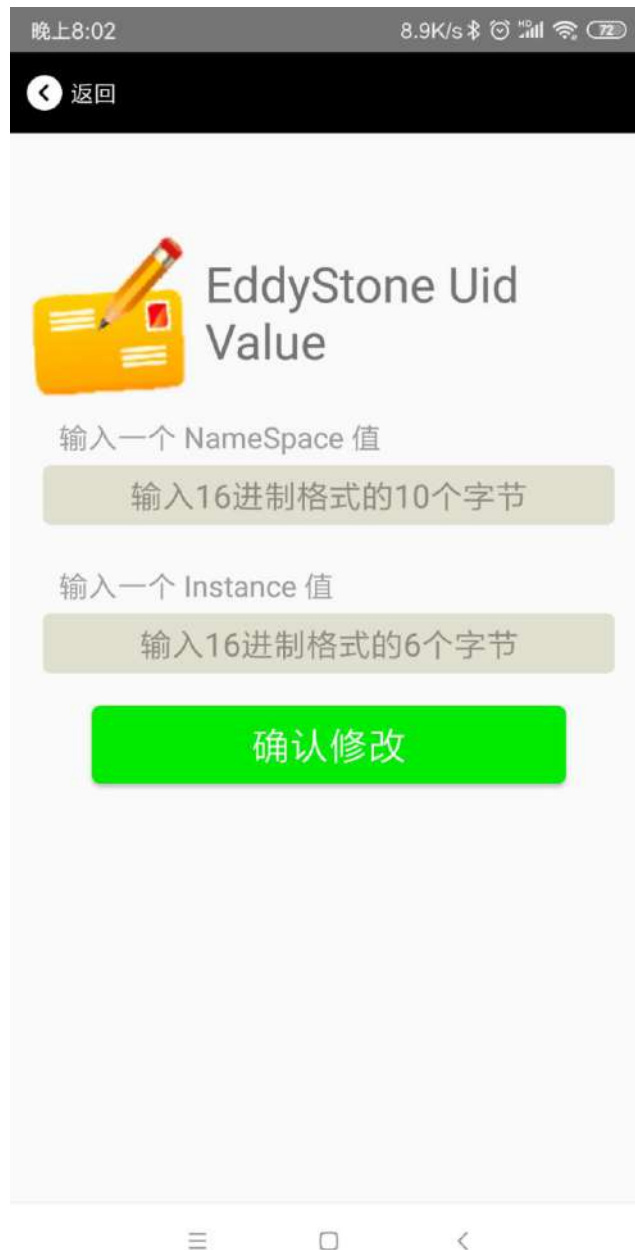 晚上8:02
8.9K/s
72
返回
EddyStone Uid
Value
输入一个 NameSpace 值
输入16进制格式的10个字节
输入一个 Instance 值
输入16进制格式的6个字节
确认修改